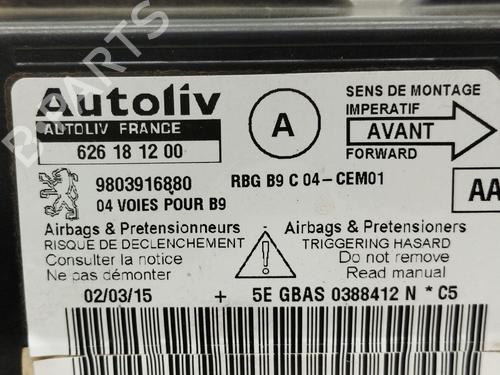 Autoliv
AUTOLIV FRANCE
626 18 12 00
A
SENS DE MONTAGE
IMPERATIF
AVANT
FORWARD
9803916880
RBG B9 C 04-CEM01
AA
04 VOIES POUR B9
Airbags & Pretensionneurs
RISQUE DE DECLENCHEMENT
Consulter la notice
Ne pas démonter
Airbags & Pretensioners
TRIGGERING HASARD
Do not remove
Read manual
02/03/15 + 5E GBAS 0388412 N * C5